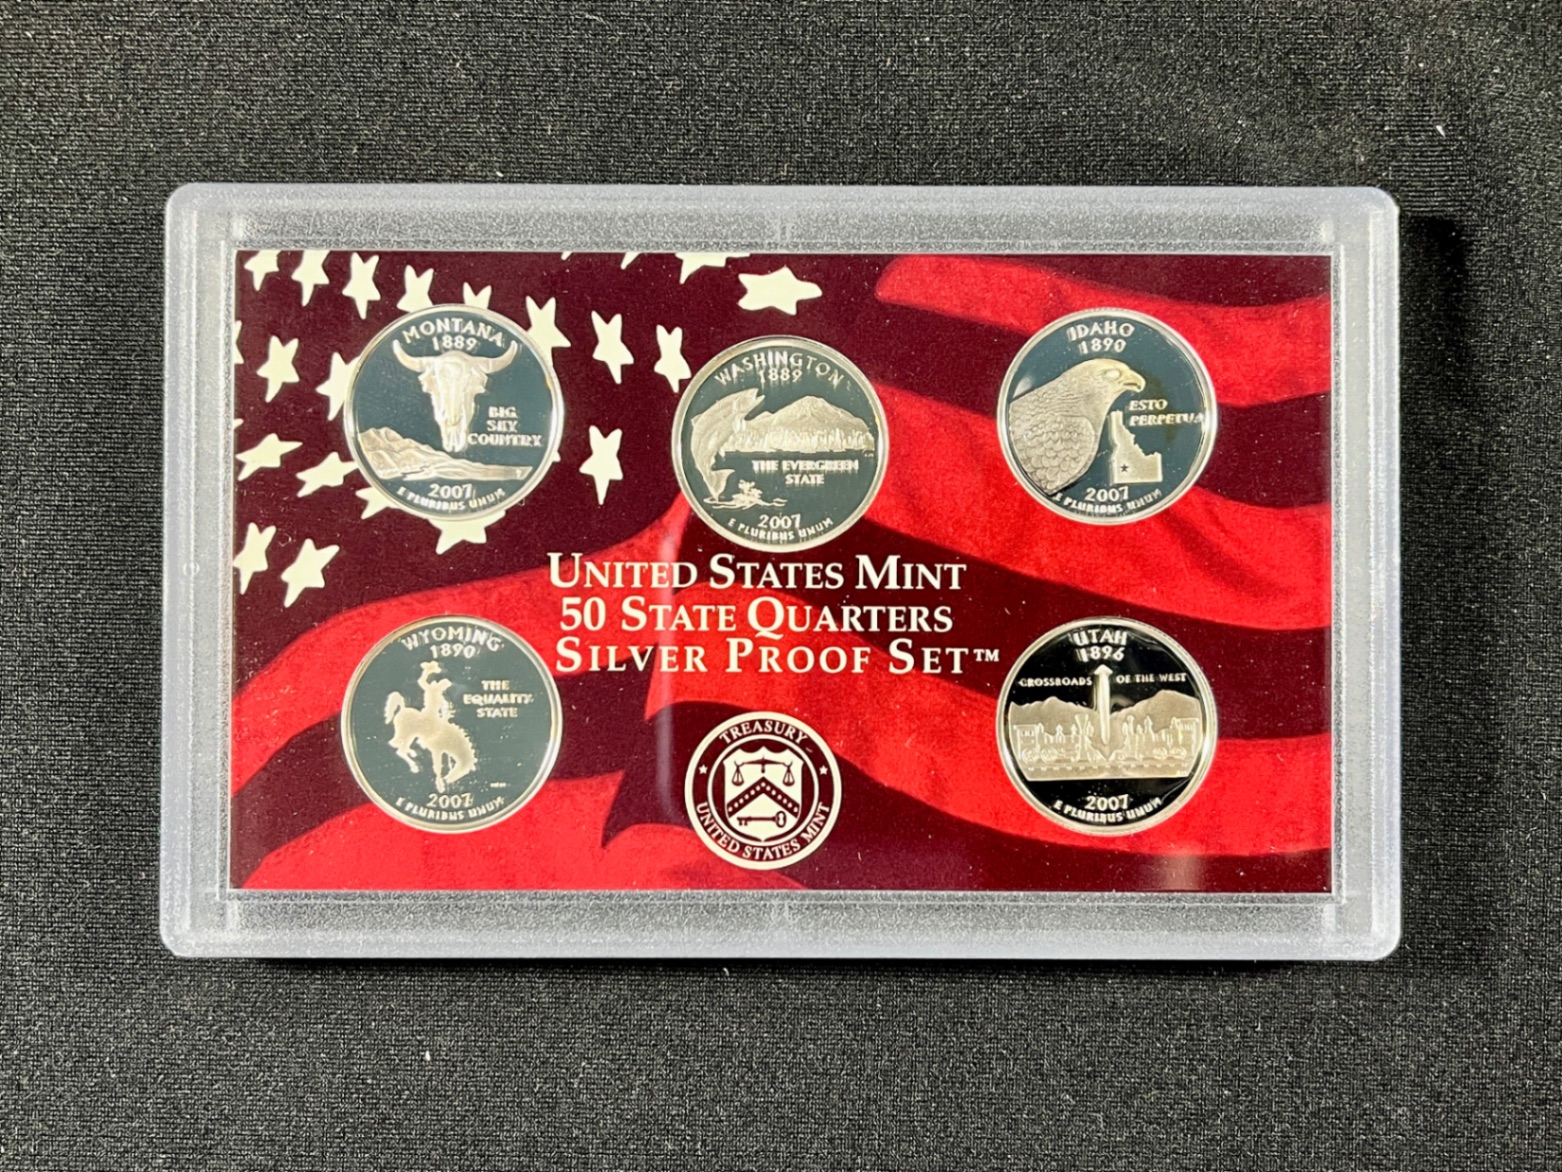 MONTANA
1889
BIG
SKY
COUNTRY
2007
E PLURIBUS UNUM
WASHINGTON
1889
THE EVERGREEN
STATE
2007
E PLURIBUS UNUM
IDAHO
1890
ESTO
PERPETUA
2007
E PLURIBUS UNUM
UNITED STATES MINT
50 STATE QUARTERS
SILVER PROOF SET™
WYOMING
1890
THE
EQUALITY
STATE
2007
E PLURIBUS UNUM
TREASURY
UNITED STATES MINT
UTAH
1896
CROSSROADS OF THE WEST
2007
E PLURIBUS UNUM